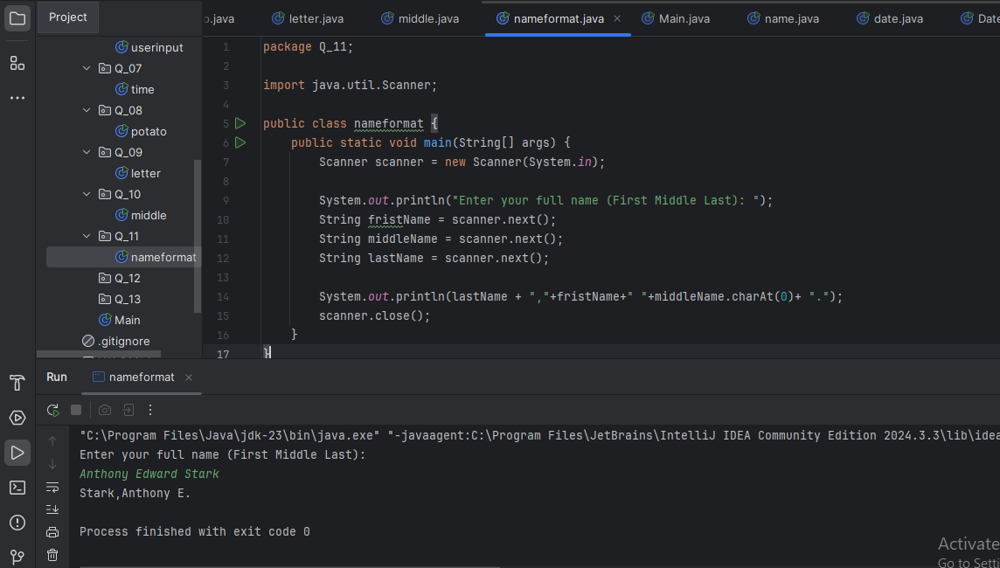 Project
o.java letter.java middle.java nameformat.java Main.java name.java date.java Date
userinput
Q_07
time
Q_08
potato
Q_09
letter
Q_10
middle
Q_11
nameformat
Q_12
Q_13
Main
.gitignore
1 package Q_11;
2
3 import java.util.Scanner;
4
5 public class nameformat {
6 public static void main(String[] args) {
7 Scanner scanner = new Scanner(System.in);
8
9 System.out.println("Enter your full name (First Middle Last): ");
10 String fristName = scanner.next();
11 String middleName = scanner.next();
12 String lastName = scanner.next();
13
14 System.out.println(lastName + ","+fristName+" "+middleName.charAt(0)+ ".");
15 scanner.close();
16 }
17 }
Run nameformat
"C:\Program Files\Java\jdk-23\bin\java.exe" "-javaagent:C:\Program Files\JetBrains\IntelliJ IDEA Community Edition 2024.3.3\lib\idea
Enter your full name (First Middle Last):
Anthony Edward Stark
Stark,Anthony E.
Process finished with exit code 0
Activate
Go to Setti